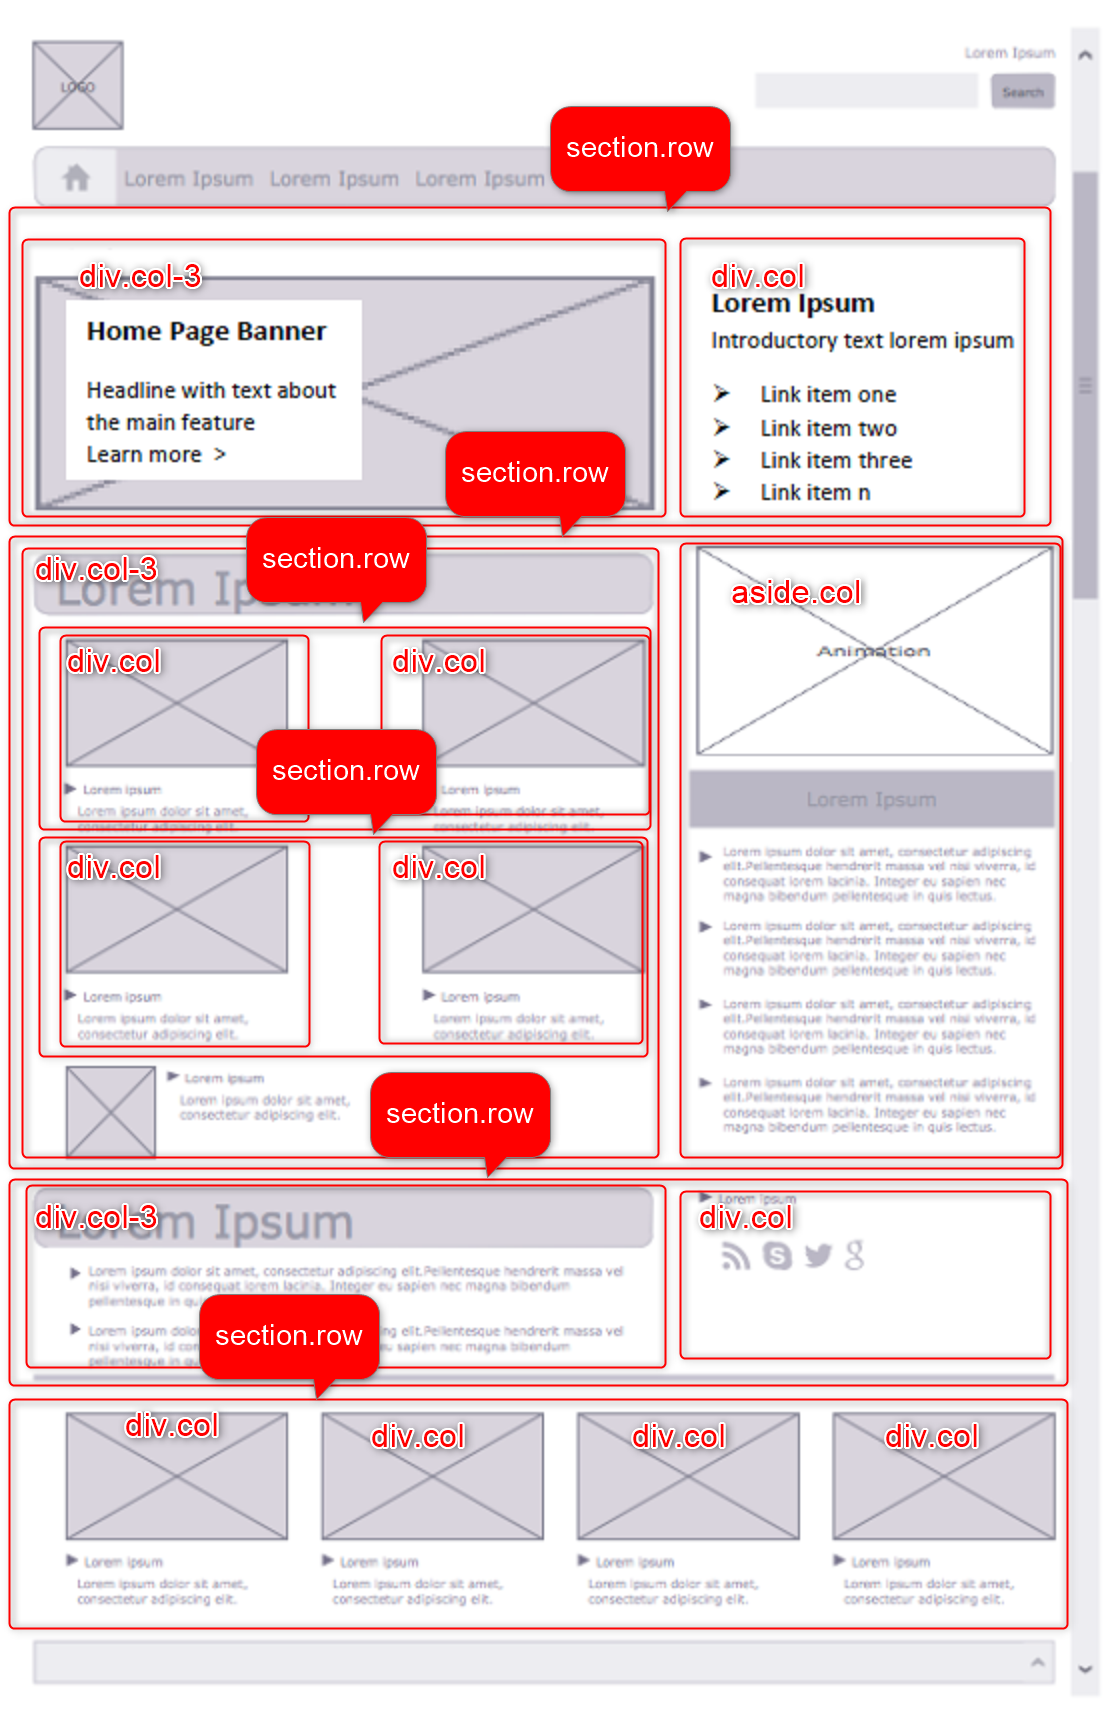 Lorem Ipsum
LOGO
Search
section.row
Lorem Ipsum Lorem Ipsum Lorem Ipsum
div.col-3
div.col
Home Page Banner
Headline with text about
the main feature
Learn more >
Lorem Ipsum
Introductory text lorem ipsum
Link item one
Link item two
Link item three
Link item n
section.row
section.row
div.col-3
Lorem Ipsum
aside.col
Animation
div.col
div.col
section.row
Lorem ipsum
Lorem ipsum dolor sit amet,
consectetur adipiscing elit.
Lorem ipsum
Lorem ipsum dolor sit amet,
consectetur adipiscing elit.
Lorem Ipsum
div.col
div.col
Lorem ipsum
Lorem ipsum dolor sit amet,
consectetur adipiscing elit.
Lorem ipsum
Lorem ipsum dolor sit amet,
consectetur adipiscing elit.
Lorem ipsum
Lorem ipsum dolor sit amet,
consectetur adipiscing elit.
Lorem ipsum dolor sit amet, consectetur adipiscing
elit.Pellentesque hendrerit massa vel nisi viverra, id
consequat lorem lacinia. Integer eu sapien nec
magna bibendum pellentesque in quis lectus.
Lorem ipsum dolor sit amet, consectetur adipiscing
elit.Pellentesque hendrerit massa vel nisi viverra, id
consequat lorem lacinia. Integer eu sapien nec
magna bibendum pellentesque in quis lectus.
Lorem ipsum dolor sit amet, consectetur adipiscing
elit.Pellentesque hendrerit massa vel nisi viverra, id
consequat lorem lacinia. Integer eu sapien nec
magna bibendum pellentesque in quis lectus.
Lorem ipsum dolor sit amet, consectetur adipiscing
elit.Pellentesque hendrerit massa vel nisi viverra, id
consequat lorem lacinia. Integer eu sapien nec
magna bibendum pellentesque in quis lectus.
section.row
div.col-3
Lorem Ipsum
Lorem ipsum
div.col
Lorem ipsum dolor sit amet, consectetur adipiscing elit.Pellentesque hendrerit massa vel
nisi viverra, id consequat lorem lacinia. Integer eu sapien nec magna bibendum
pellentesque in
section.row
Lorem ipsum dolor ing elit.Pellentesque hendrerit massa vel
nisi viverra, id con eu sapien nec magna bibendum
pellentesque in
div.col
div.col
div.col
div.col
Lorem ipsum
Lorem ipsum dolor sit amet,
consectetur adipiscing elit.
Lorem ipsum
Lorem ipsum dolor sit amet,
consectetur adipiscing elit.
Lorem ipsum
Lorem ipsum dolor sit amet,
consectetur adipiscing elit.
Lorem ipsum
Lorem ipsum dolor sit amet,
consectetur adipiscing elit.